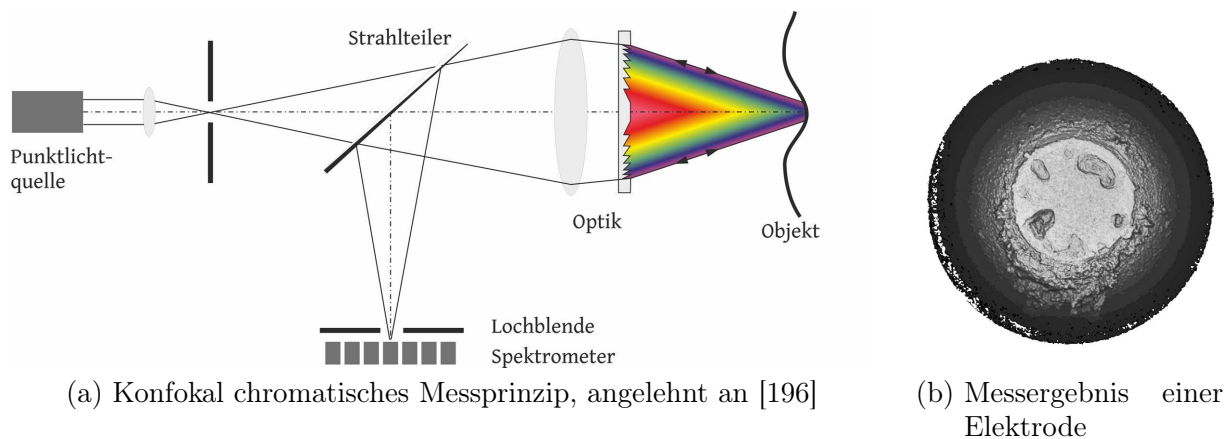 Strahlteiler
Punktlicht-
quelle
Optik
Objekt
Lochblende
Spektrometer
(a) Konfokal chromatisches Messprinzip, angelehnt an [196]
(b) Messergebnis einer
Elektrode